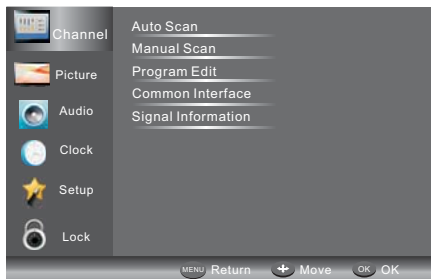 Channel
Picture
Audio
Clock
Setup
Lock
Auto Scan
Manual Scan
Program Edit
Common Interface
Signal Information
MENU Return Move OK OK